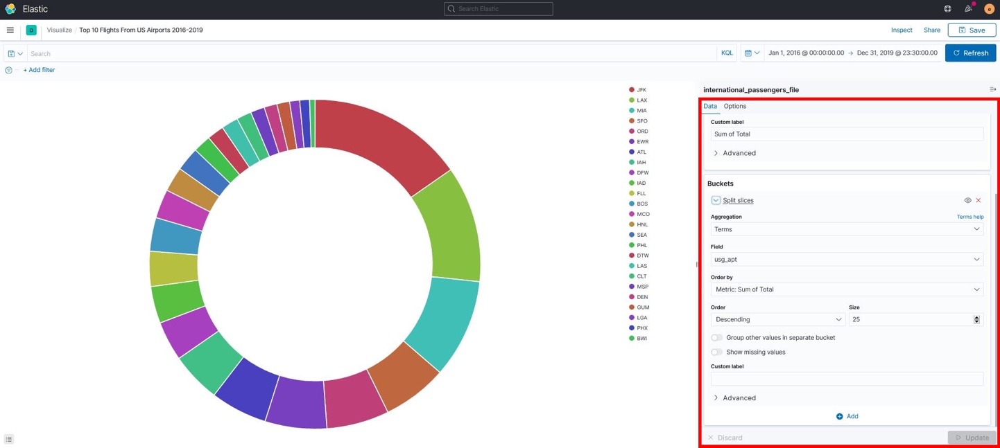 Elastic
Search Elastic
e
D
Visualize / Top 10 Flights From US Airports 2016-2019
Inspect
Share
Save
Search
KQL
Jan 1, 2016 @ 00:00:00.00 → Dec 31, 2019 @ 23:30:00.00
Refresh
+ Add filter
JFK
LAX
MIA
SFO
ORD
EWR
ATL
IAH
DFW
IAD
FLL
BOS
MCO
HNL
SEA
PHL
DTW
LAS
CLT
MSP
DEN
GUM
LGA
PHX
BWI
international_passengers_file
Data Options
Custom label
Sum of Total
Advanced
Buckets
Split slices
Aggregation Terms help
Terms
Field
usg_apt
Order by
Metric: Sum of Total
Order Size
Descending 25
Group other values in separate bucket
Show missing values
Custom label
Advanced
Add
Discard Update